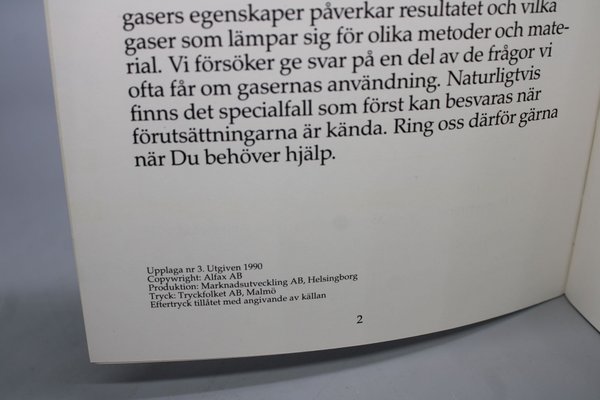 gasers egenskaper påverkar resultatet och vilka
gaser som lämpar sig för olika metoder och mate-
rial. Vi försöker ge svar på en del av de frågor vi
ofta får om gasernas användning. Naturligtvis
finns det specialfall som först kan besvaras när
förutsättningarna är kända. Ring oss därför gärna
när Du behöver hjälp.
Upplaga nr 3. Utgiven 1990
Copywright: Alfax AB
Produktion: Marknadsutveckling AB, Helsingborg
Tryck: Tryckfolket AB, Malmö
Eftertryck tillåtet med angivande av källan
2